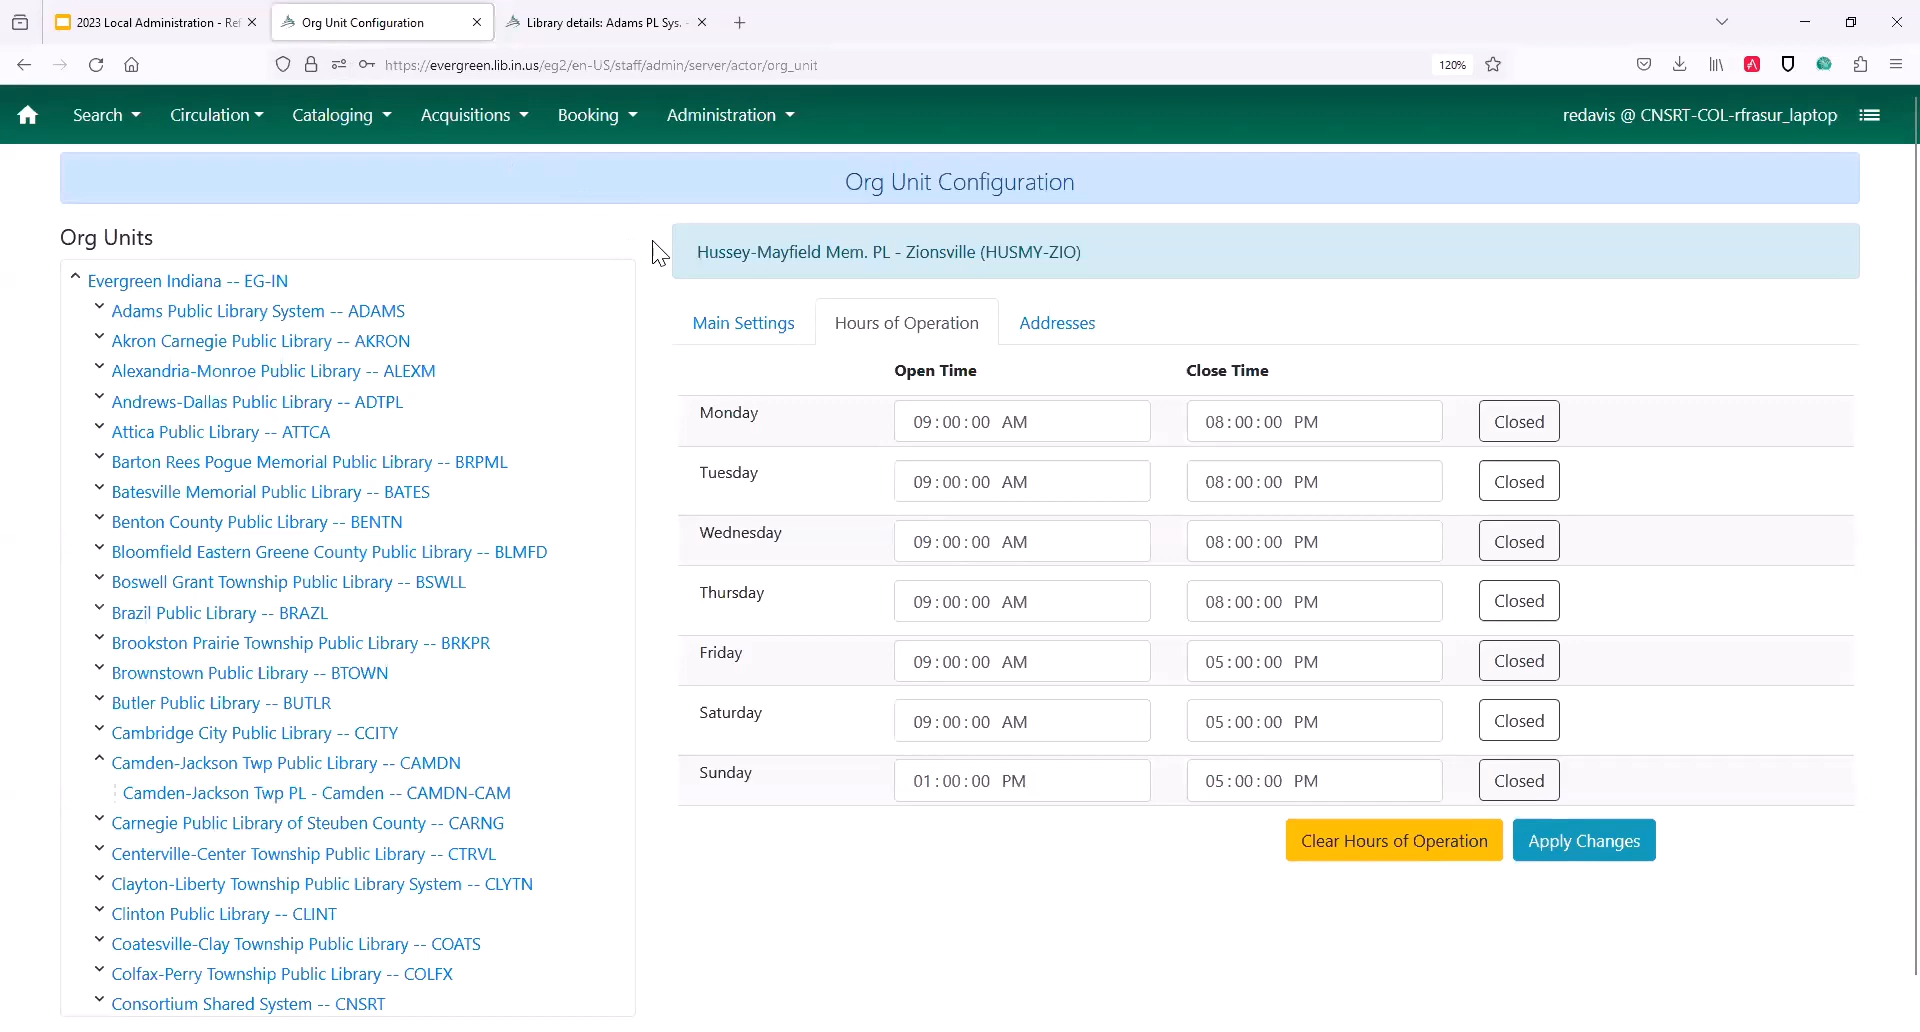 2023 Local Administration - Ref
Org Unit Configuration
Library details: Adams PL Sys. -
https://evergreen.lib.in.us/eg2/en-US/staff/admin/server/actor/org_unit
120%
Search
Circulation
Cataloging
Acquisitions
Booking
Administration
redavis @ CNSRT-COL-rfrasur_laptop
Org Unit Configuration
Org Units
Evergreen Indiana -- EG-IN
Adams Public Library System -- ADAMS
Akron Carnegie Public Library -- AKRON
Alexandria-Monroe Public Library -- ALEXM
Andrews-Dallas Public Library -- ADTPL
Attica Public Library -- ATTCA
Barton Rees Pogue Memorial Public Library -- BRPML
Batesville Memorial Public Library -- BATES
Benton County Public Library -- BENTN
Bloomfield Eastern Greene County Public Library -- BLMFD
Boswell Grant Township Public Library -- BSWLL
Brazil Public Library -- BRAZL
Brookston Prairie Township Public Library -- BRKPR
Brownstown Public Library -- BTOWN
Butler Public Library -- BUTLR
Cambridge City Public Library -- CCITY
Camden-Jackson Twp Public Library -- CAMDN
Camden-Jackson Twp PL - Camden -- CAMDN-CAM
Carnegie Public Library of Steuben County -- CARNG
Centerville-Center Township Public Library -- CTRVL
Clayton-Liberty Township Public Library System -- CLYTN
Clinton Public Library -- CLINT
Coatesville-Clay Township Public Library -- COATS
Colfax-Perry Township Public Library -- COLFX
Consortium Shared System -- CNSRT
Hussey-Mayfield Mem. PL - Zionsville (HUSMY-ZIO)
Main Settings
Hours of Operation
Addresses
Open Time Close Time
Monday 09:00:00 AM 08:00:00 PM Closed
Tuesday 09:00:00 AM 08:00:00 PM Closed
Wednesday 09:00:00 AM 08:00:00 PM Closed
Thursday 09:00:00 AM 08:00:00 PM Closed
Friday 09:00:00 AM 05:00:00 PM Closed
Saturday 09:00:00 AM 05:00:00 PM Closed
Sunday 01:00:00 PM 05:00:00 PM Closed
Clear Hours of Operation
Apply Changes